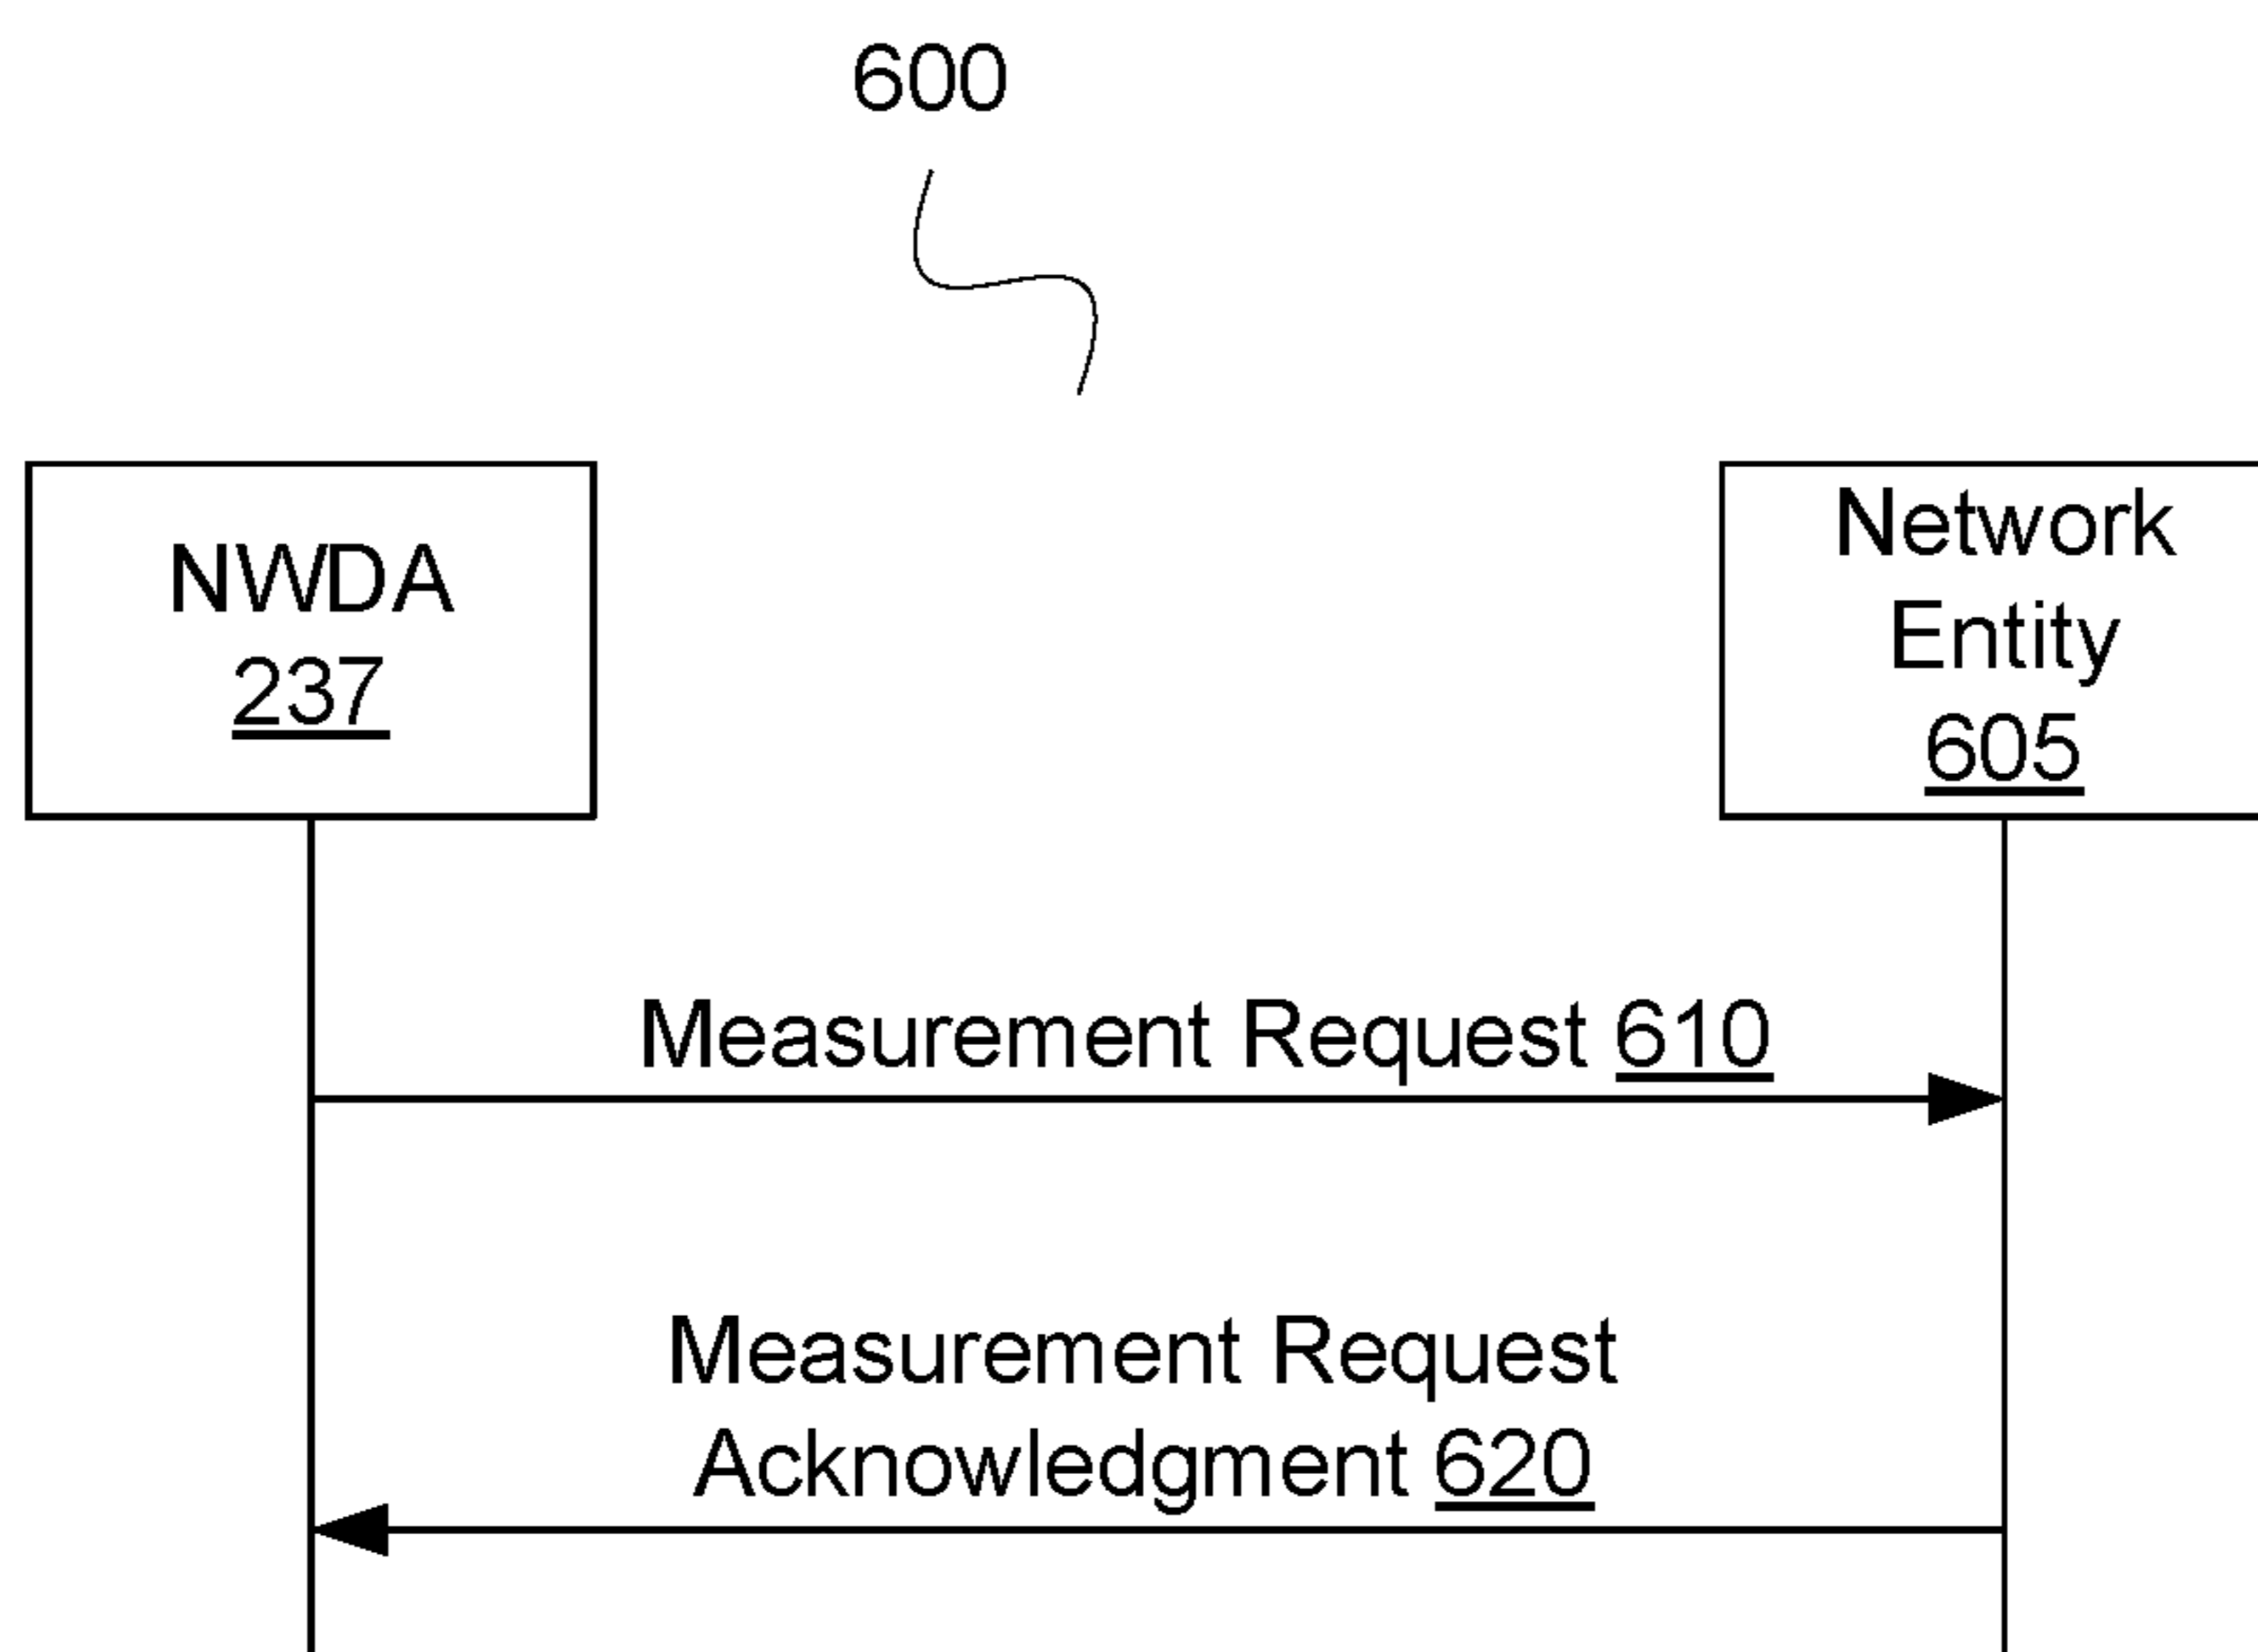 600
NWDA
237
Network
Entity
605
Measurement Request 610
Measurement Request
Acknowledgment 620